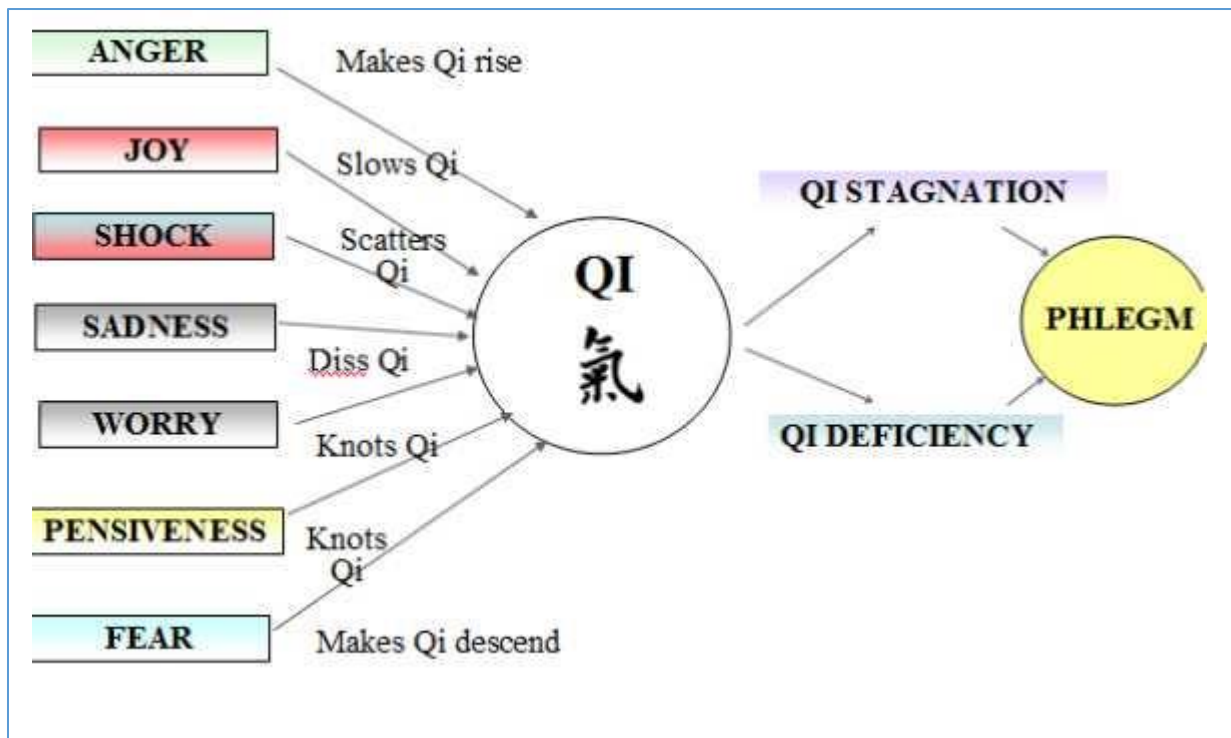 ANGER
Makes Qi rise
JOY
Slows Qi
SHOCK
Scatters
Qi
SADNESS
Diss Qi
WORRY
Knots Qi
PENSIVENESS
Knots
Qi
FEAR
Makes Qi descend
QI
氣
QI STAGNATION
QI DEFICIENCY
PHLEGM